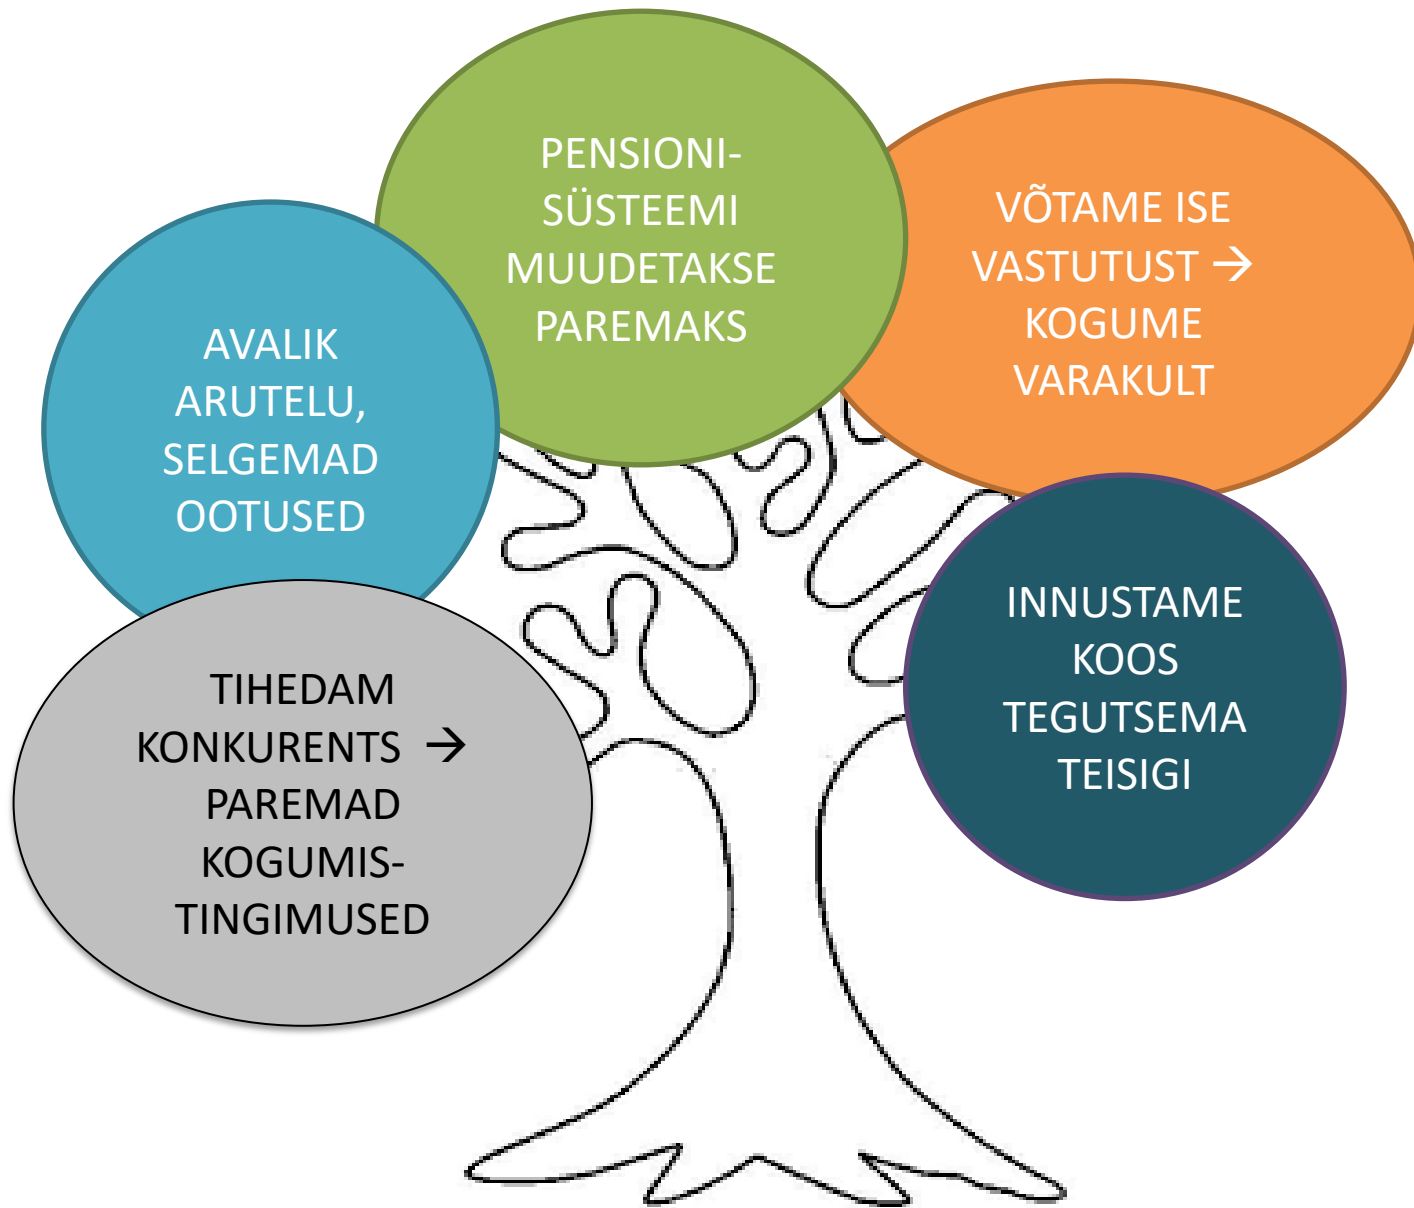 PENSIONI-
SÜSTEEMI
MUUDETAKSE
PAREMAKS
VÕTAME ISE
VASTUTUST →
KOGUME
VARAKULT
AVALIK
ARUTELU,
SELGEMAD
OOTUSED
INNUSTAME
KOOS
TEGUTSEMA
TEISIGI
TIHEDAM
KONKURENTS →
PAREMAD
KOGUMIS-
TINGIMUSED